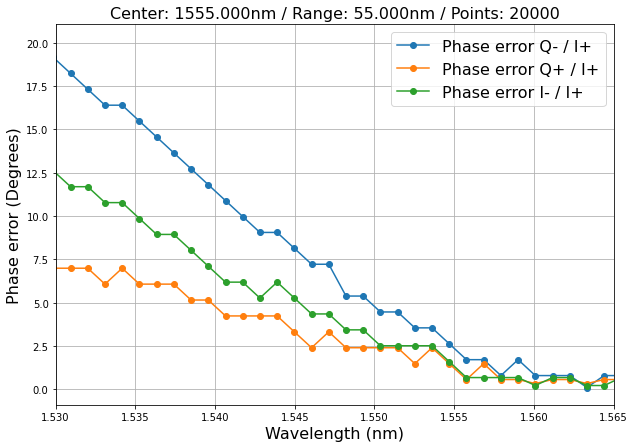 Center: 1555.000nm / Range: 55.000nm / Points: 20000
Phase error Q- / I+
Phase error Q+ / I+
Phase error I- / I+
Phase error (Degrees)
20.0
17.5
15.0
12.5
10.0
7.5
5.0
2.5
0.0
1.530
1.535
1.540
1.545
1.550
1.555
1.560
1.565
Wavelength (nm)